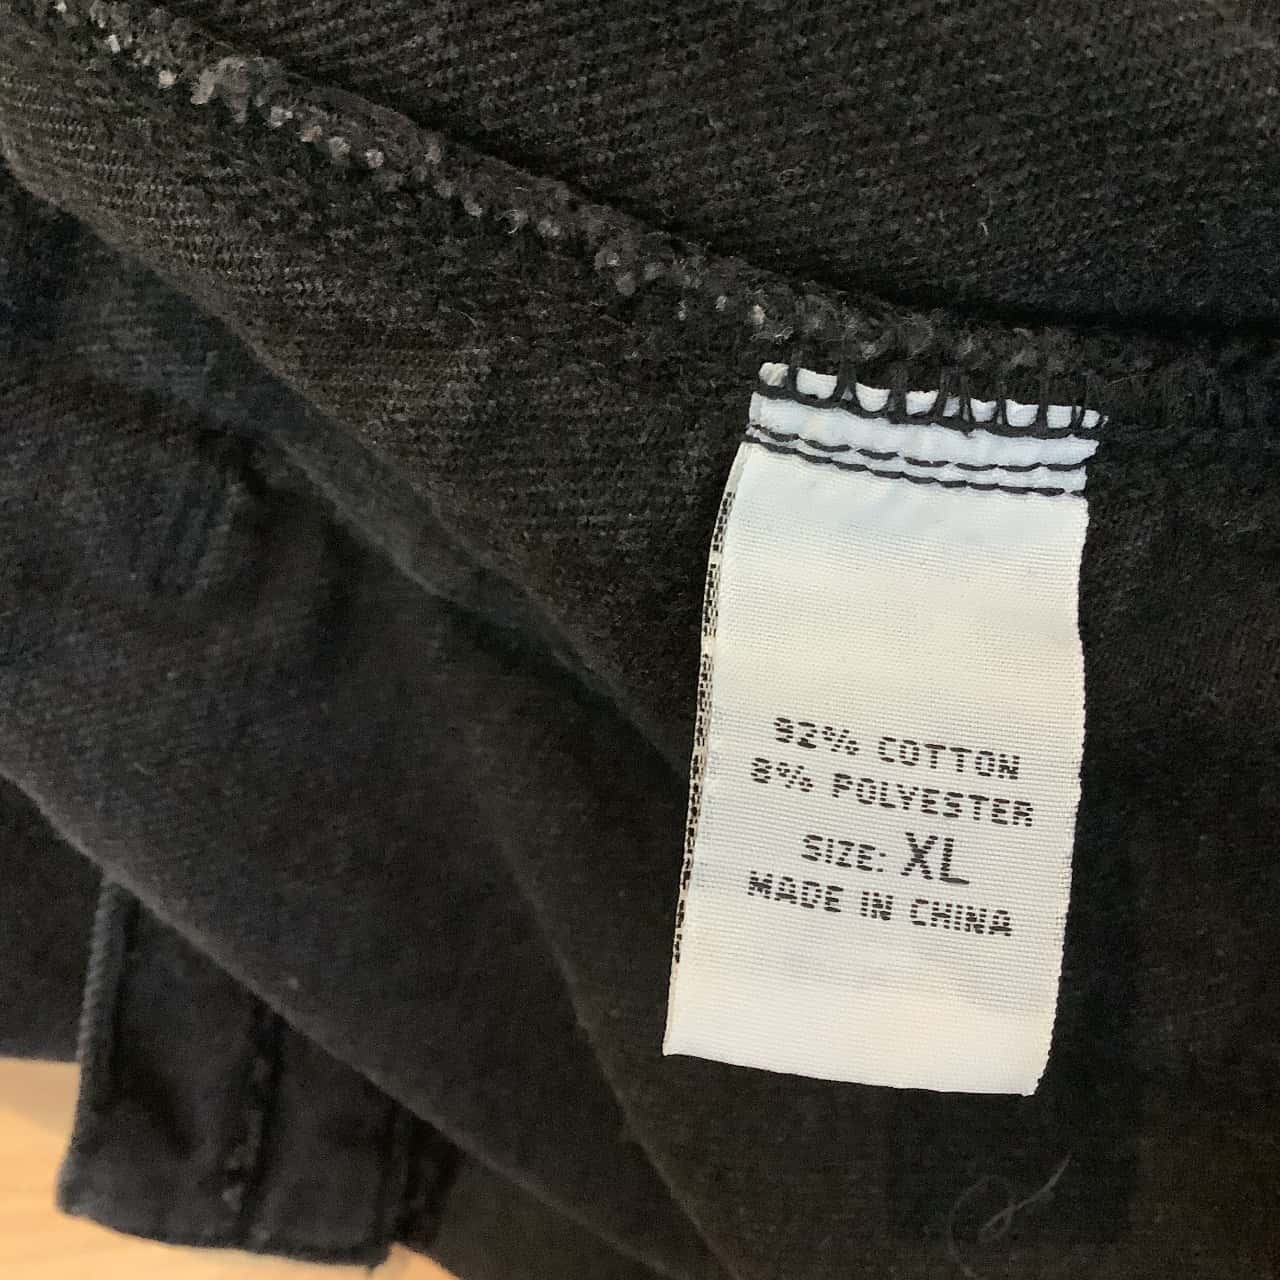 92% COTTON
8% POLYESTER
SIZE: XL
MADE IN CHINA